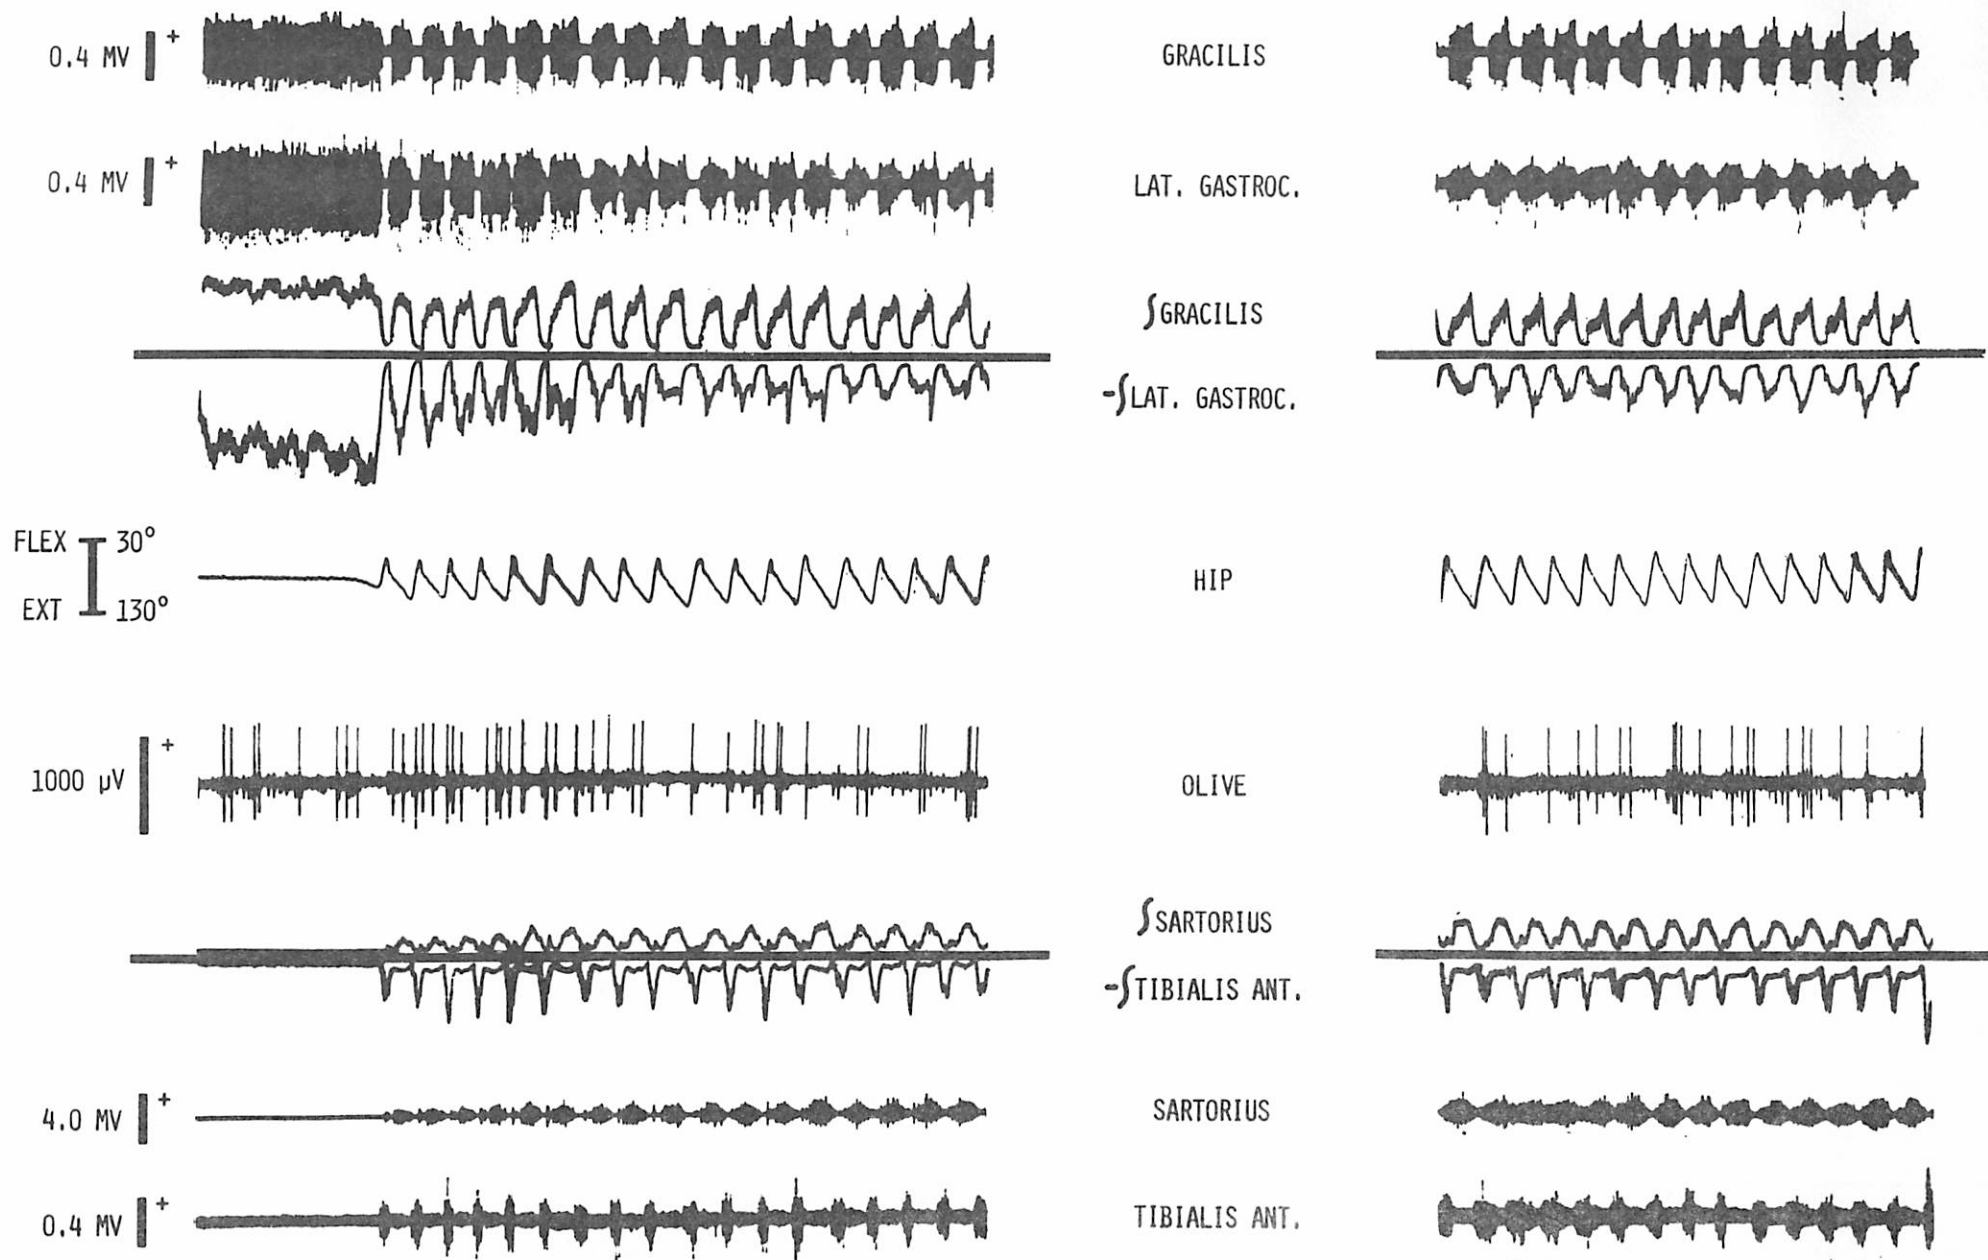 0.4 MV + GRACILIS
0.4 MV + LAT. GASTROC.
∫GRACILIS
-∫LAT. GASTROC.
FLEX 30°
HIP
EXT 130°
+
1000 μV OLIVE
∫SARTORIUS
-∫TIBIALIS ANT.
4.0 MV + SARTORIUS
0.4 MV + TIBIALIS ANT.